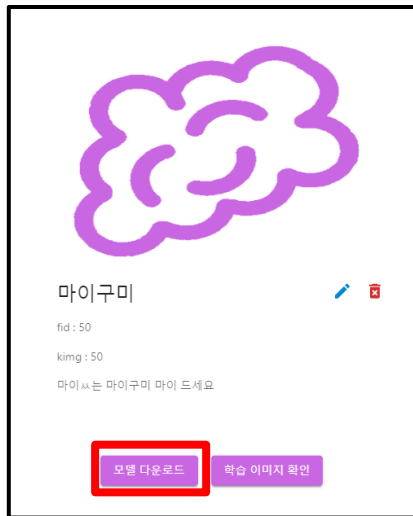 마이구미
fid : 50
kimg : 50
마이ㅆ는 마이구미 마이 드세요
모델 다운로드
학습 이미지 확인